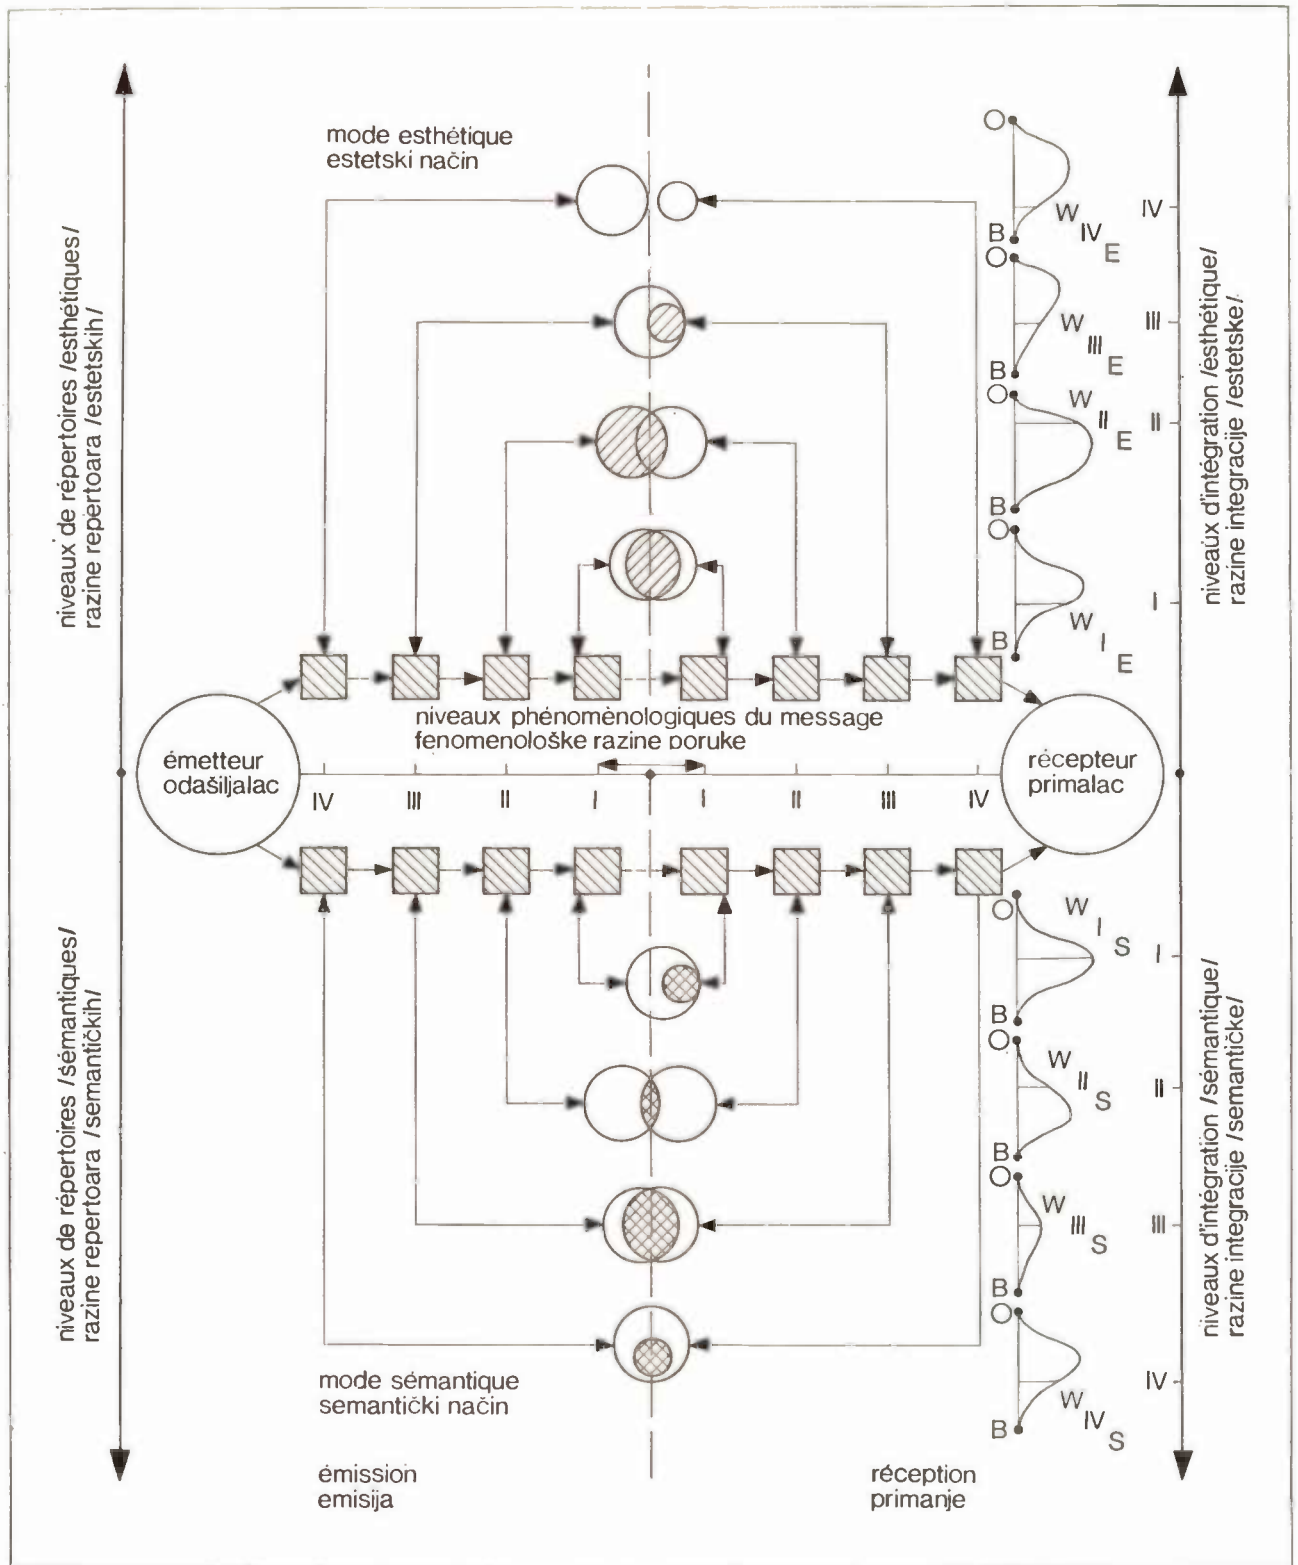 mode esthétique
estetski način
niveaux de répertoires /esthétiques/
razine repertoara /estetskih/
niveaux d'intégration /esthétique/
razine integracije /estetske/
O
W IV E
IV
B
O
W III E
III
B
O
W II E
II
B
O
W I E
I
B
niveaux phénomènologiques du message
fenomenološke razine poruke
émetteur
odašiljalac
récepteur
primalac
IV III II I I II III IV
O
W I S
I
B
O
W II S
II
B
O
W III S
III
B
O
W IV S
IV
B
niveaux de répertoires /sémantiques/
razine repertoara /semantičkih/
niveaux d'intégration /sémantique/
razine integracije /semantičke/
mode sémantique
semantički način
émission
emisija
réception
primanje